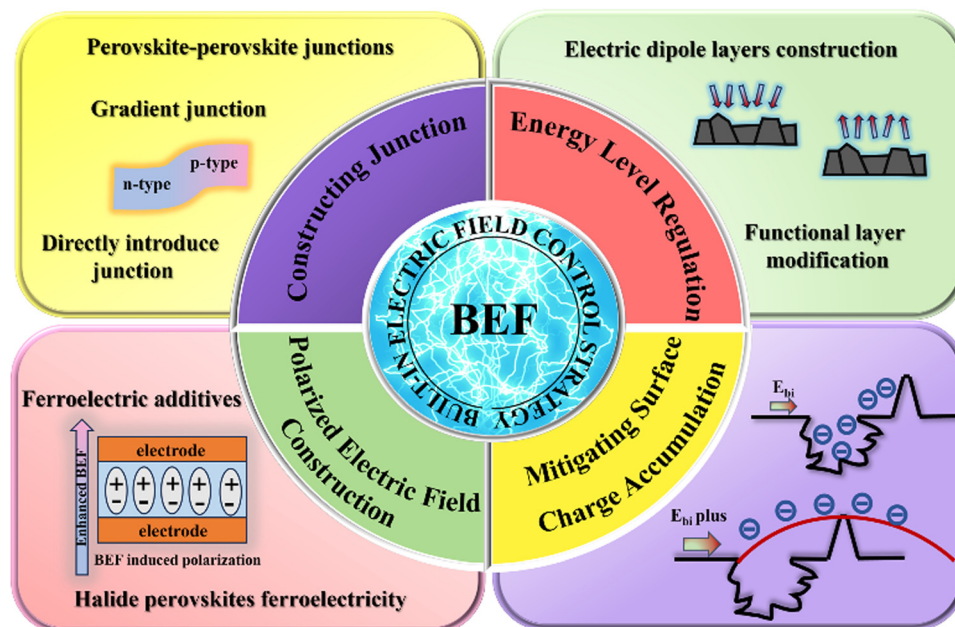 Perovskite-perovskite junctions
Gradient junction
p-type
n-type
Directly introduce
junction
Electric dipole layers construction
Functional layer
modification
Constructing Junction
Energy Level Regulation
BUILT-IN ELECTRIC FIELD CONTROL STRATEGY
BEF
Polarized Electric Field
Construction
Mitigating Surface
Charge Accumulation
Ferroelectric additives
Enhanced BEF
electrode
+ + + + +
- - - - -
electrode
BEF induced polarization
Halide perovskites ferroelectricity
E_bi
E_bi plus